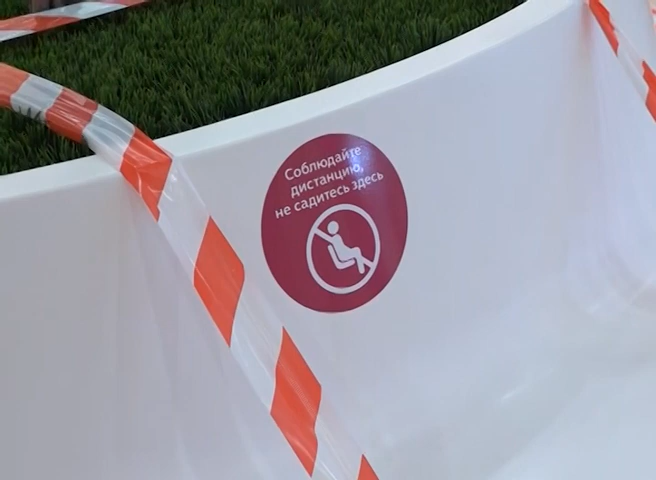 Соблюдайте
дистанцию,
не садитесь здесь